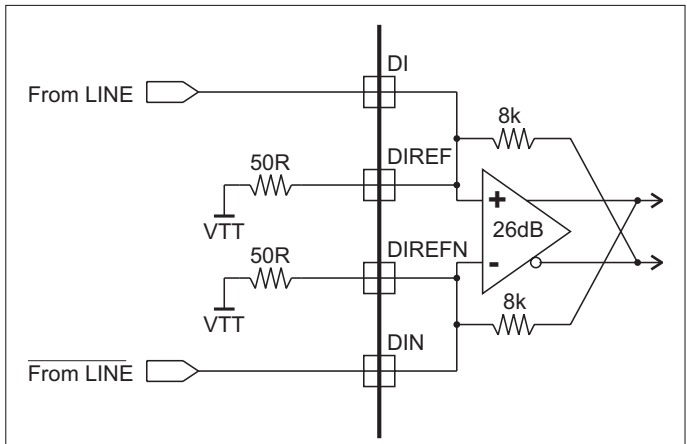 DI
From LINE
8k
DIREF
50R
VTT
+
26dB
-
DIREFN
50R
VTT
8k
DIN
From LINE